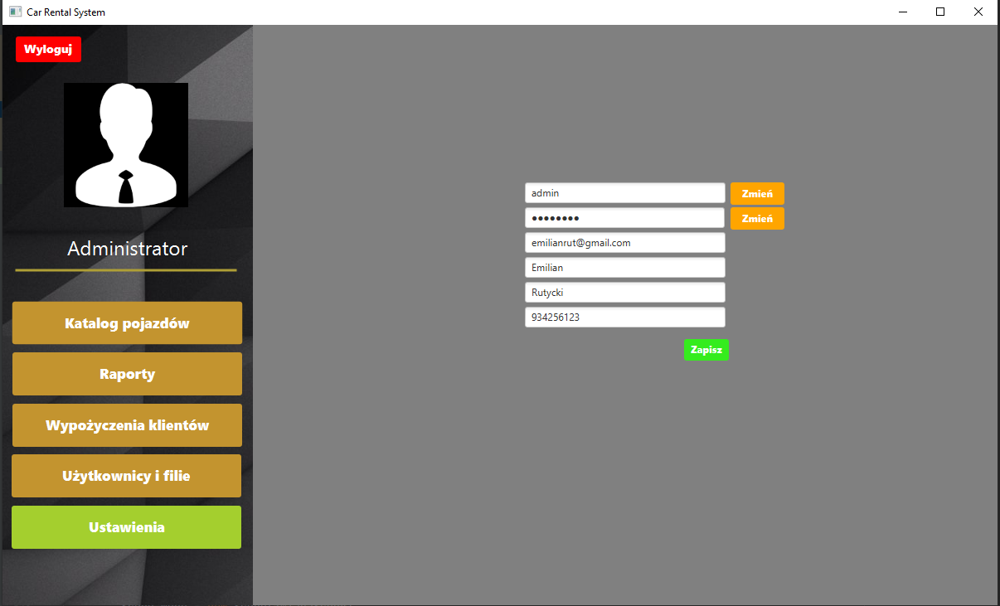 Car Rental System
Wyloguj
Administrator
Katalog pojazdów
Raporty
Wypożyczenia klientów
Użytkownicy i filie
Ustawienia
admin
Zmień
●●●●●●●●
Zmień
emilianrut@gmail.com
Emilian
Rutycki
934256123
Zapisz